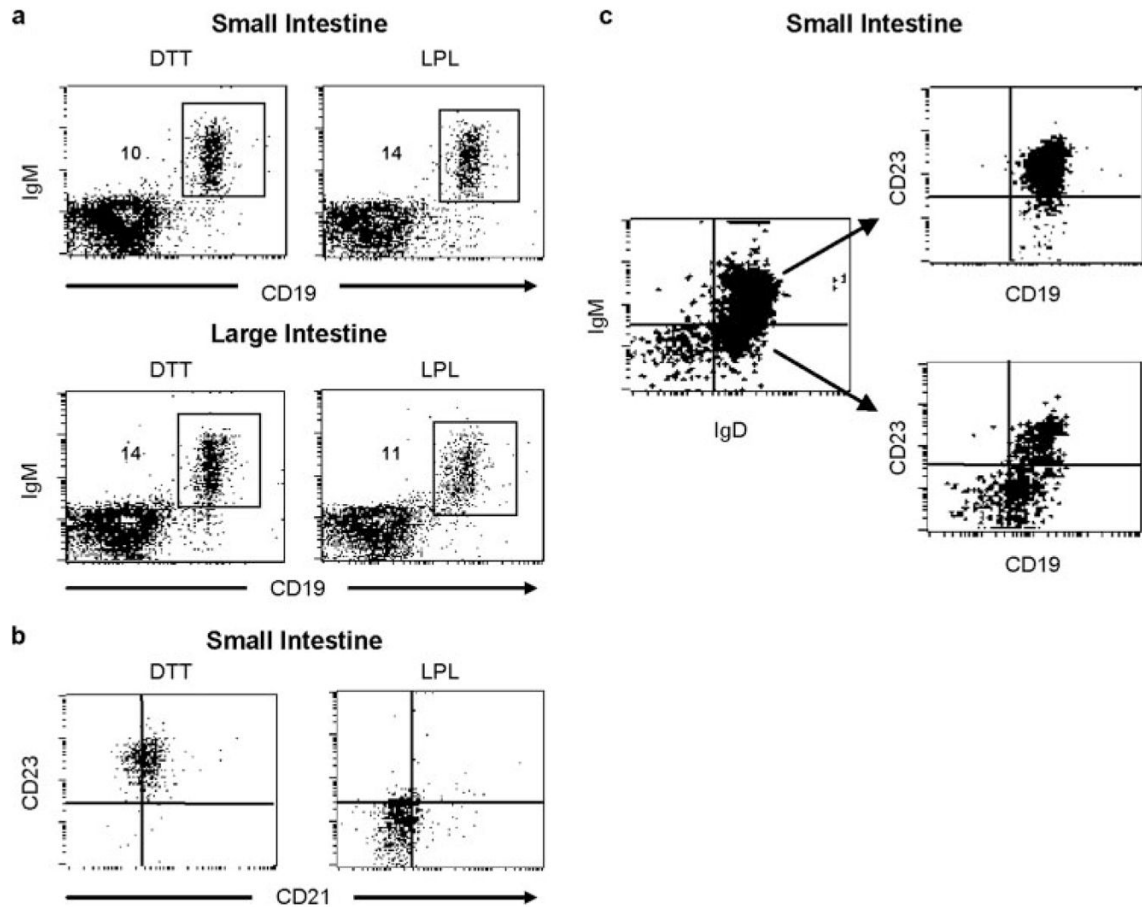 a
Small Intestine
DTT LPL
IgM
10
14
CD19
Large Intestine
DTT LPL
IgM
14
11
CD19
b
Small Intestine
DTT LPL
CD23
CD21
c
Small Intestine
CD23
CD19
IgM
IgD
CD23
CD19